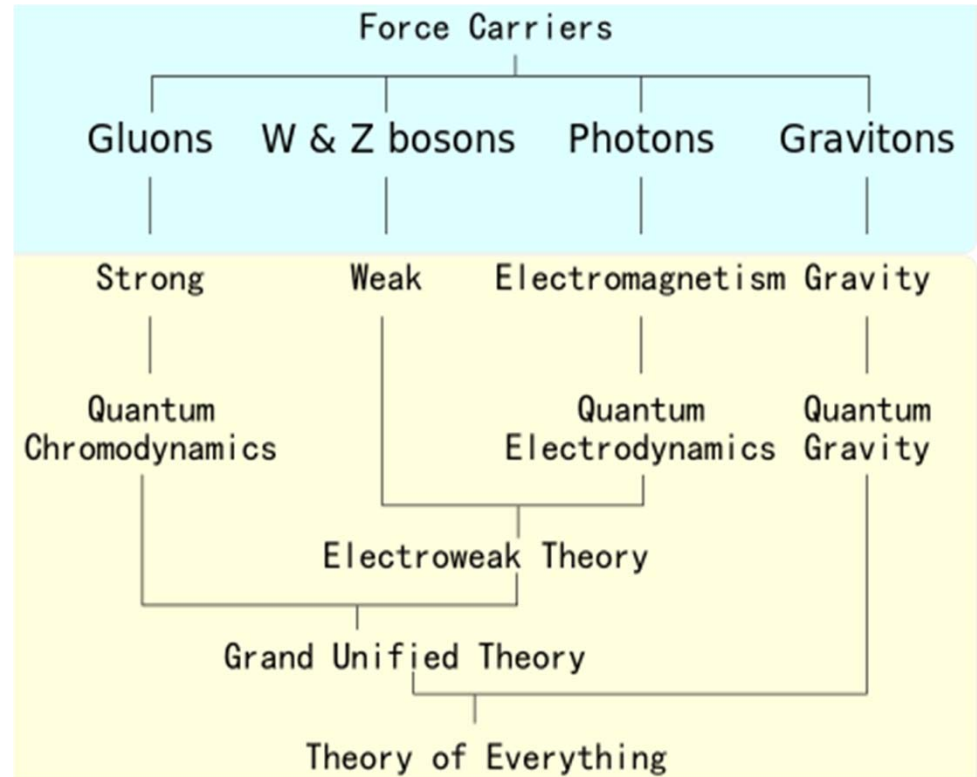 Force Carriers
Gluons W & Z bosons Photons Gravitons
Strong Weak Electromagnetism Gravity
Quantum Quantum Quantum
Chromodynamics Electrodynamics Gravity
Electroweak Theory
Grand Unified Theory
Theory of Everything